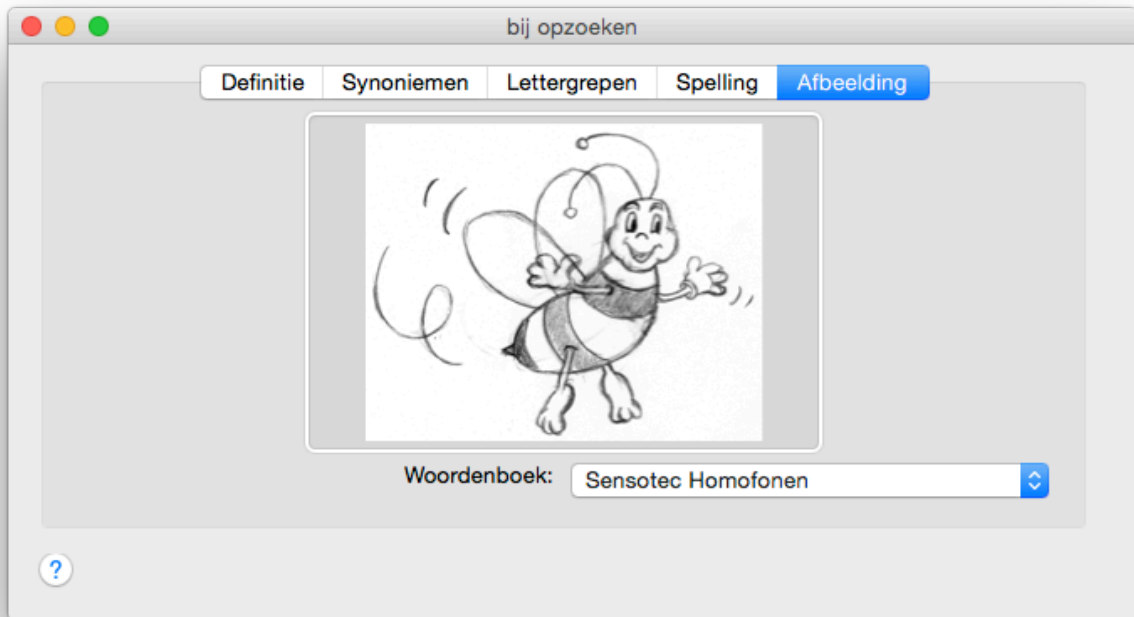 bij opzoeken
Definitie Synoniemen Lettergrepen Spelling Afbeelding
Woordenboek: Sensotec Homofonen
?